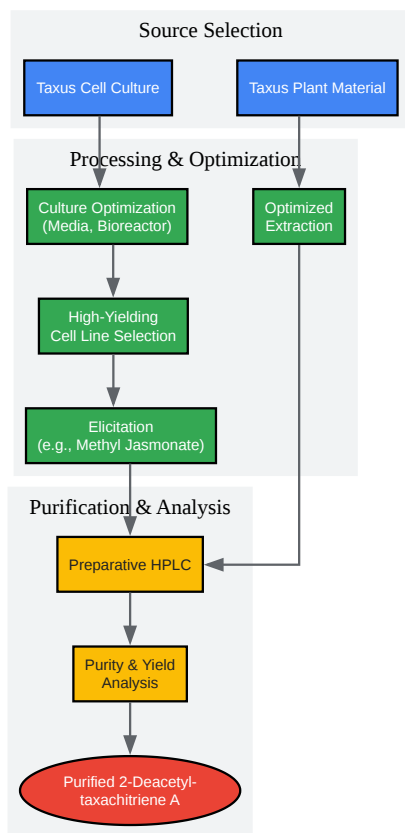 Source Selection
Taxus Cell Culture
Taxus Plant Material
Processing & Optimization
Culture Optimization
(Media, Bioreactor)
Optimized
Extraction
High-Yielding
Cell Line Selection
Elicitation
(e.g., Methyl Jasmonate)
Purification & Analysis
Preparative HPLC
Purity & Yield
Analysis
Purified 2-Deacetyl-
taxachitriene A